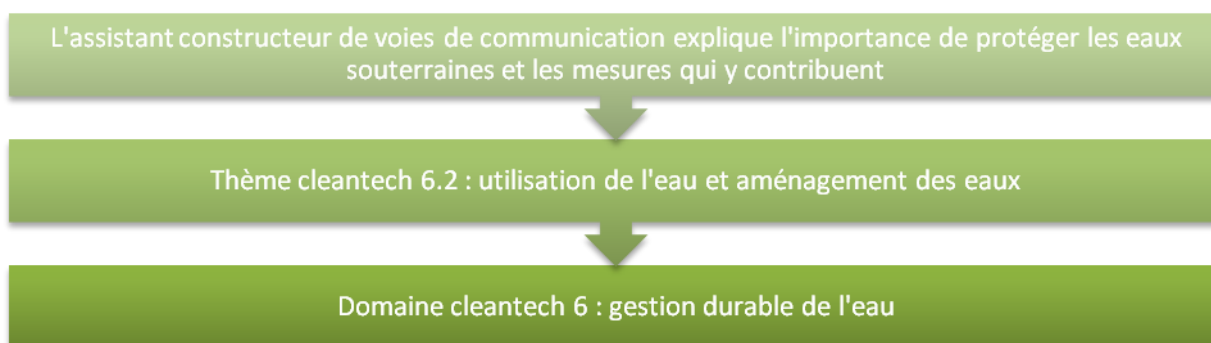 L'assistant constructeur de voies de communication explique l'importance de protéger les eaux
souterraines et les mesures qui y contribuent
Thème cleantech 6.2 : utilisation de l'eau et aménagement des eaux
Domaine cleantech 6 : gestion durable de l'eau